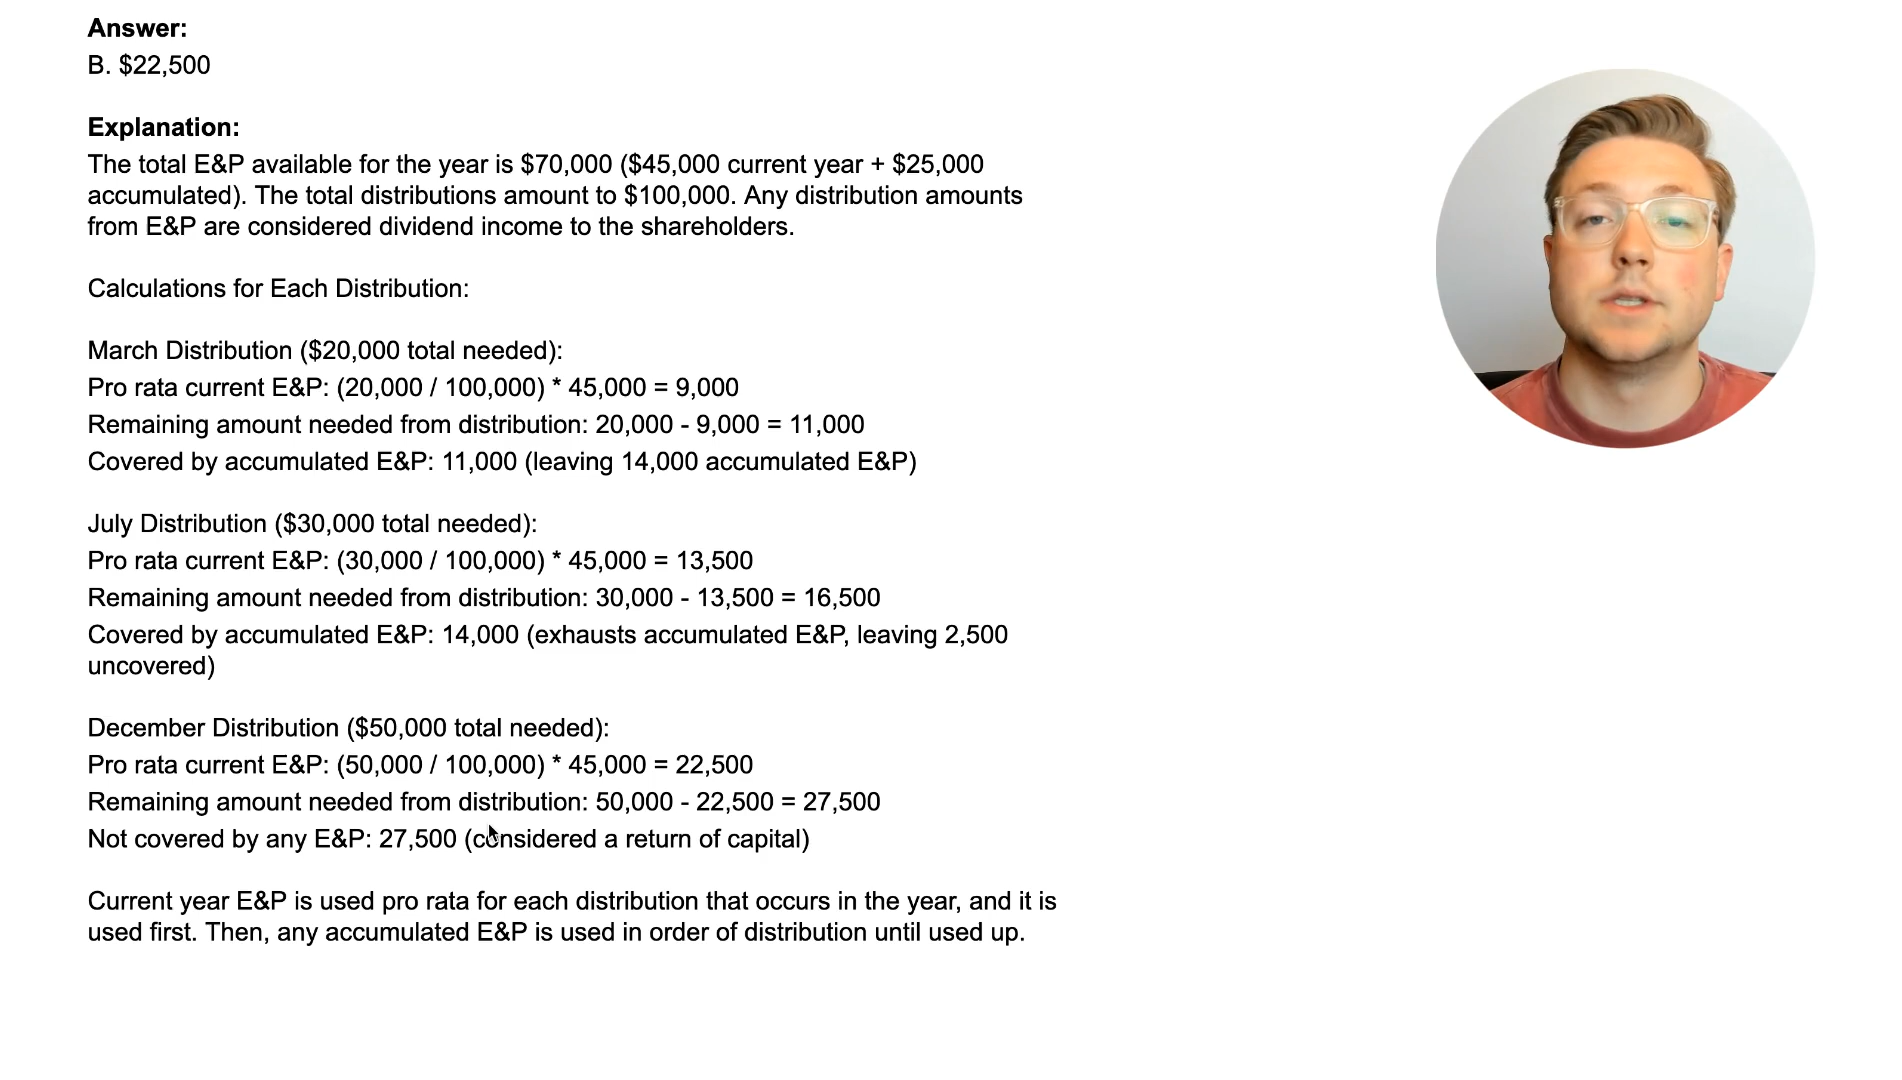 Answer:
B. $22,500
Explanation:
The total E&P available for the year is $70,000 ($45,000 current year + $25,000
accumulated). The total distributions amount to $100,000. Any distribution amounts
from E&P are considered dividend income to the shareholders.
Calculations for Each Distribution:
March Distribution ($20,000 total needed):
Pro rata current E&P: (20,000 / 100,000) * 45,000 = 9,000
Remaining amount needed from distribution: 20,000 - 9,000 = 11,000
Covered by accumulated E&P: 11,000 (leaving 14,000 accumulated E&P)
July Distribution ($30,000 total needed):
Pro rata current E&P: (30,000 / 100,000) * 45,000 = 13,500
Remaining amount needed from distribution: 30,000 - 13,500 = 16,500
Covered by accumulated E&P: 14,000 (exhausts accumulated E&P, leaving 2,500
uncovered)
December Distribution ($50,000 total needed):
Pro rata current E&P: (50,000 / 100,000) * 45,000 = 22,500
Remaining amount needed from distribution: 50,000 - 22,500 = 27,500
Not covered by any E&P: 27,500 (considered a return of capital)
Current year E&P is used pro rata for each distribution that occurs in the year, and it is
used first. Then, any accumulated E&P is used in order of distribution until used up.